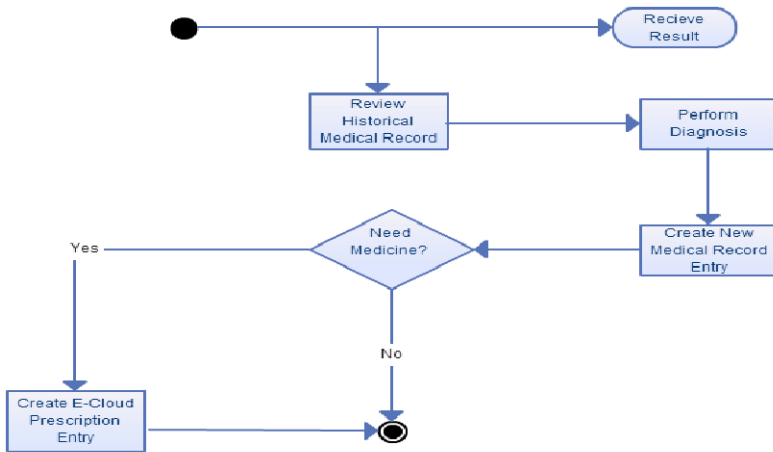 Recieve
Result
Review
Historical
Medical Record
Perform
Diagnosis
Need
Medicine?
Create New
Medical Record
Entry
Yes
No
Create E-Cloud
Prescription
Entry